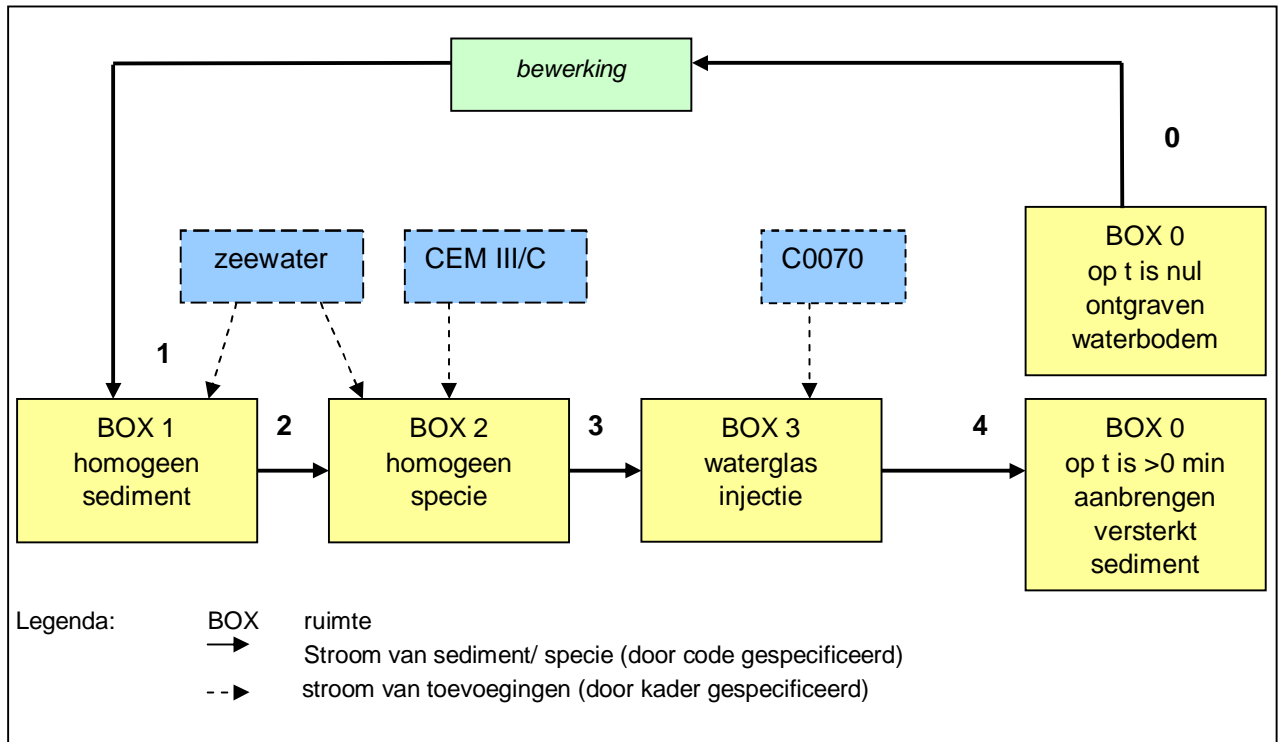 bewerking
0
zeewater
CEM III/C
C0070
BOX 0
op t is nul
ontgraven
waterbodem
1
BOX 1
homogeen
sediment
2
BOX 2
homogeen
specie
3
BOX 3
waterglas
injectie
4
BOX 0
op t is >0 min
aanbrengen
versterkt
sediment
Legenda:
BOX
ruimte
Stroom van sediment/ specie (door code gespecificeerd)
stroom van toevoegingen (door kader gespecificeerd)